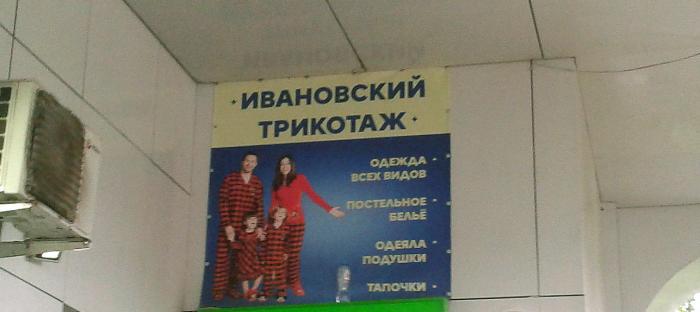 · ИВАНОВСКИЙ
ТРИКОТАЖ ·
ОДЕЖДА ·
ВСЕХ ВИДОВ
ПОСТЕЛЬНОЕ ·
БЕЛЬЁ
ОДЕЯЛА ·
ПОДУШКИ
ТАПОЧКИ ·